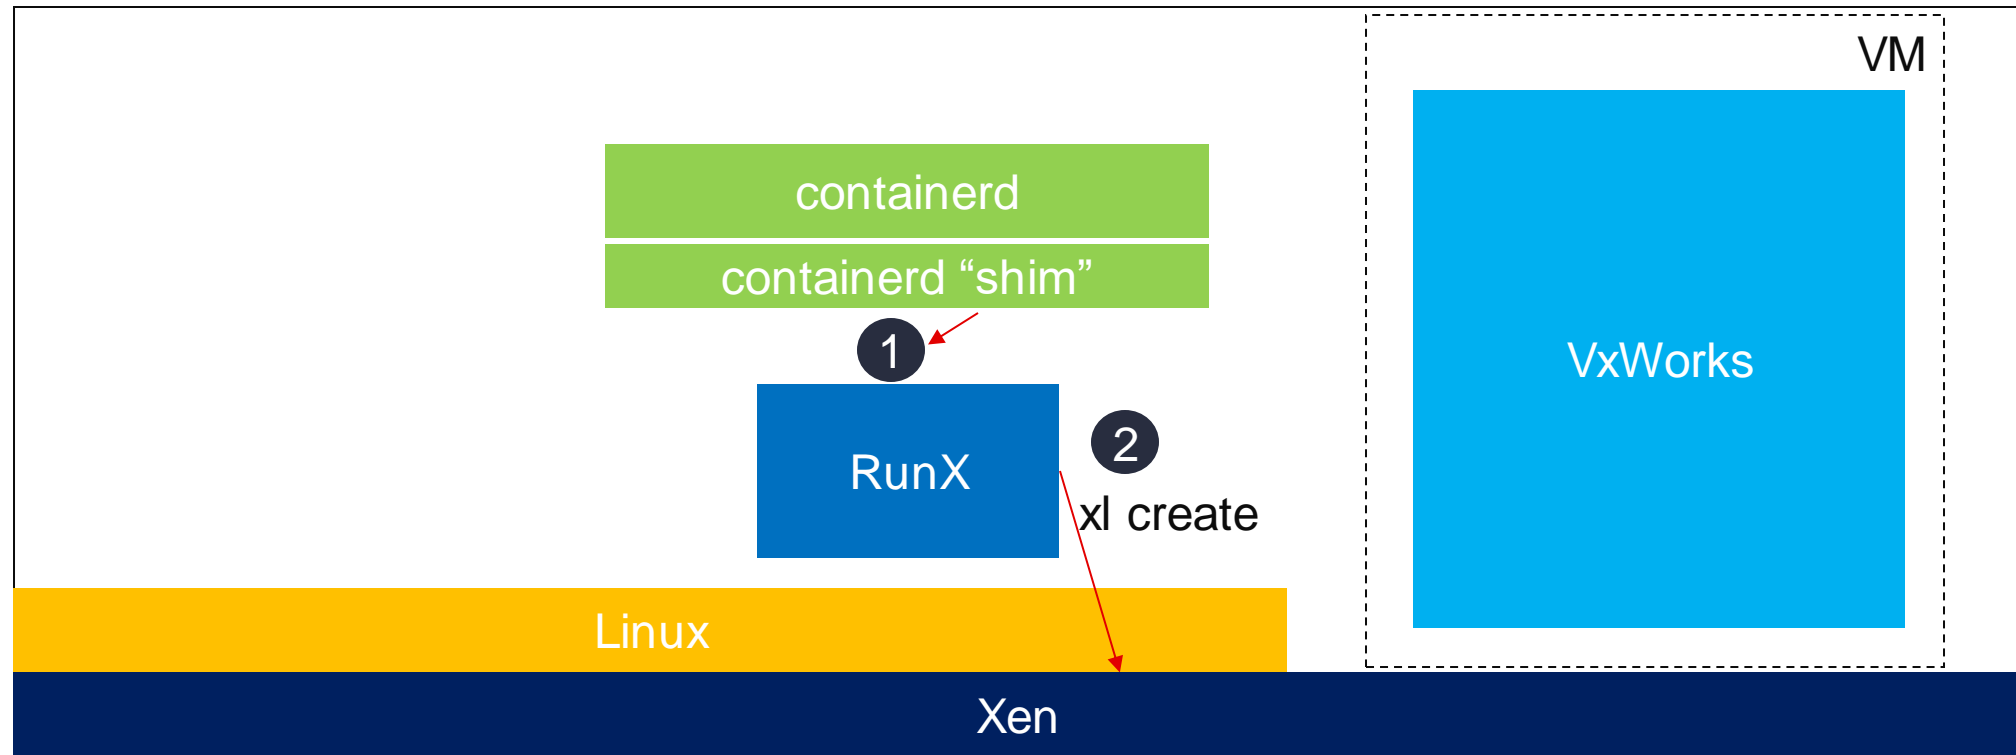 VM
containerd
containerd “shim”
1
VxWorks
2
RunX
xl create
Linux
Xen